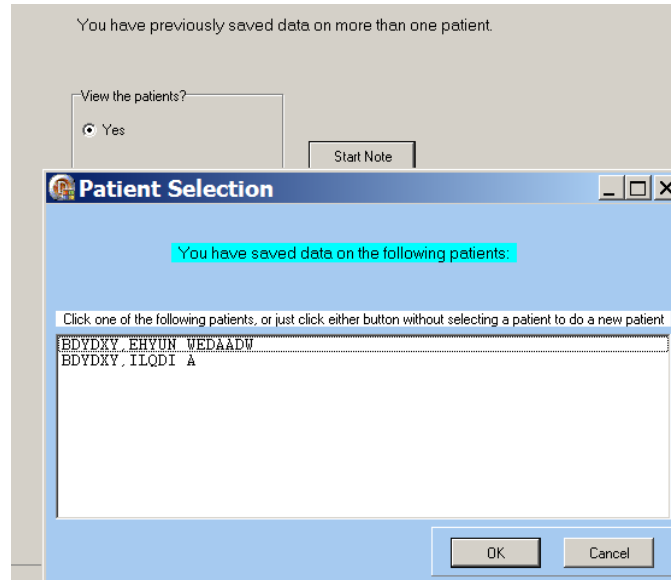 You have previously saved data on more than one patient.
View the patients?
Yes
Start Note
Patient Selection
You have saved data on the following patients:
Click one of the following patients, or just click either button without selecting a patient to do a new patient
BDYDXY,EHYUN WEDAADW
BDYDXY,ILQDI A
OK Cancel